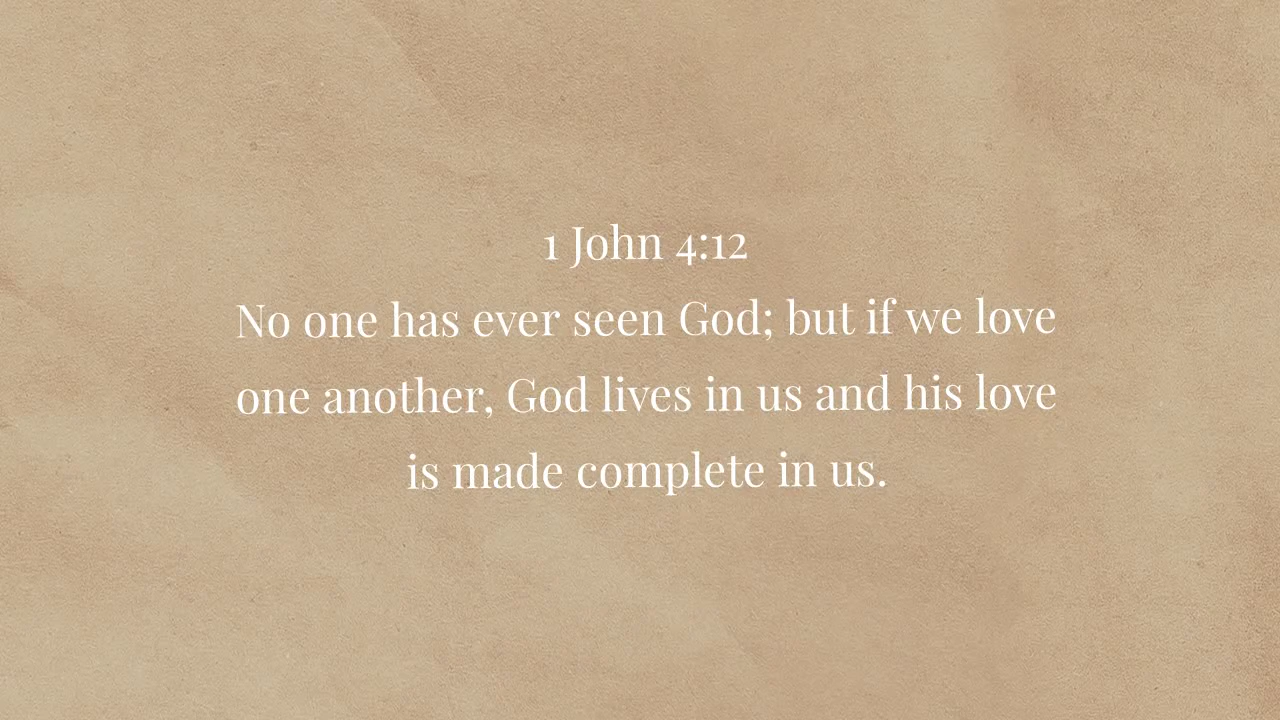 1 John 4:12
No one has ever seen God; but if we love
one another, God lives in us and his love
is made complete in us.